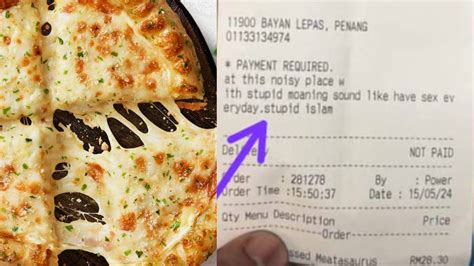 11900 BAYAN LEPAS, PENANG
01133134974
* PAYMENT REQUIRED.
at this noisy place w
ith stupid moaning sound like have sex ev
eryday.stupid islam
NOT PAID
Order : 281278 By : Power
Order Time :15:50:37 Date : 15/05/24
Qty Menu Description Price
Order
Meatasaurus RM28.30